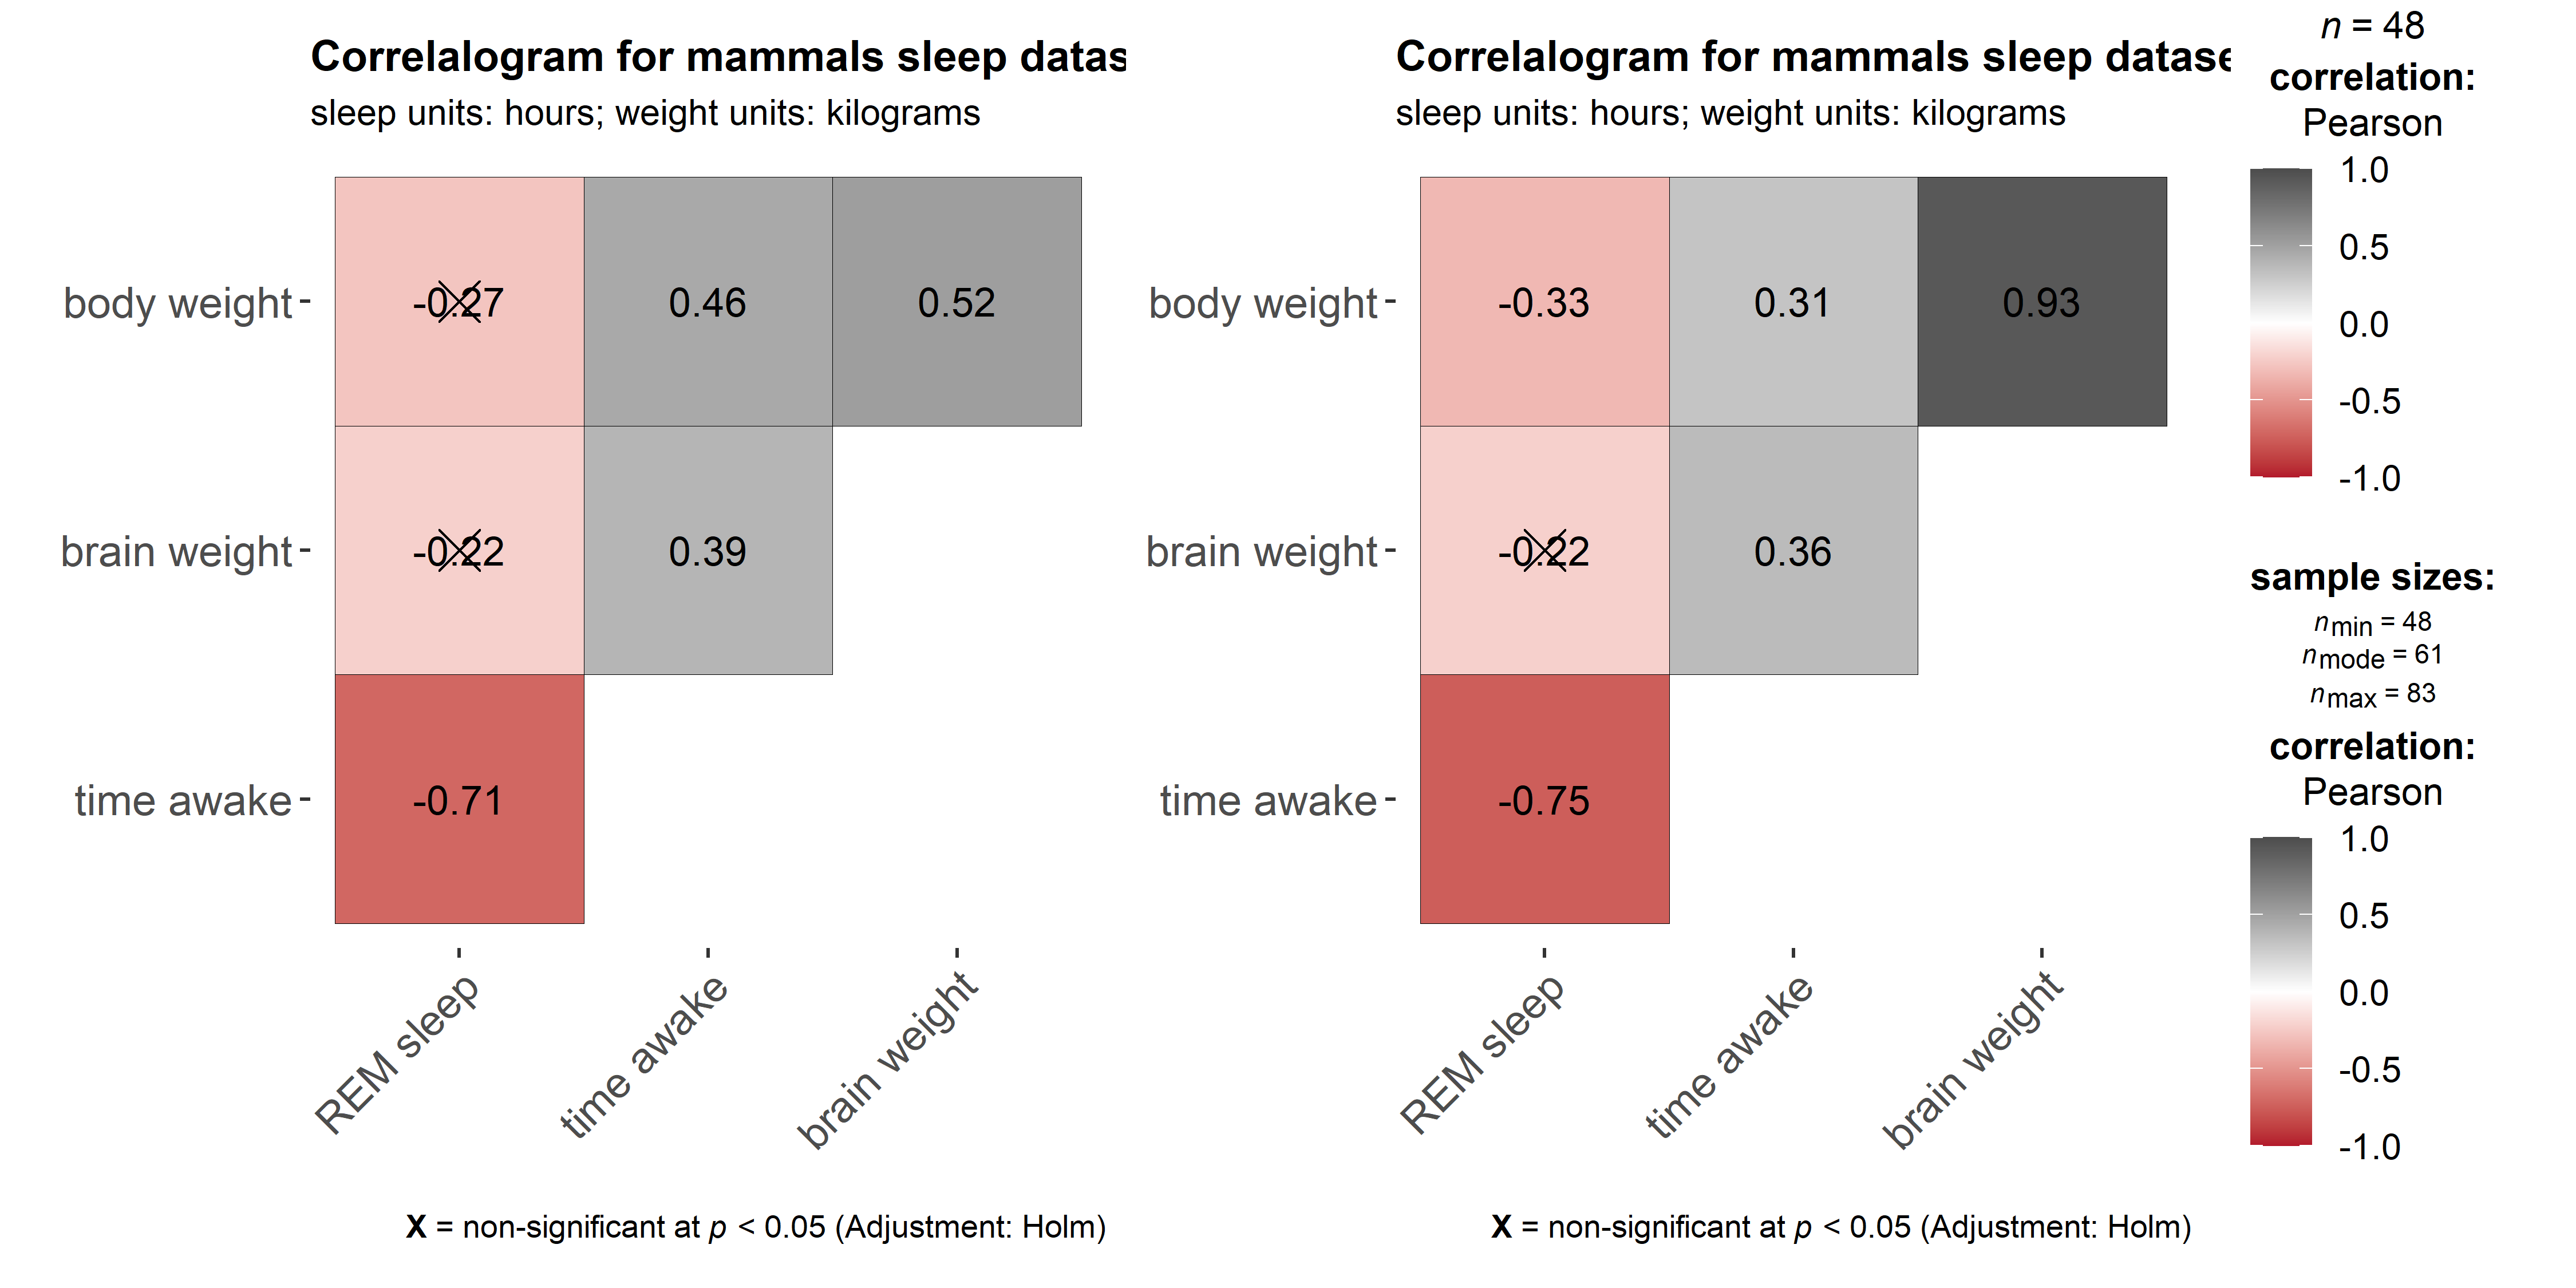 Correlalogram for mammals sleep datas
sleep units: hours; weight units: kilograms
body weight
-0.27
0.46
0.52
brain weight
-0.22
0.39
time awake
-0.71
REM sleep
time awake
brain weight
X = non-significant at p < 0.05 (Adjustment: Holm)
Correlalogram for mammals sleep datase
sleep units: hours; weight units: kilograms
body weight
-0.33
0.31
0.93
brain weight
-0.22
0.36
time awake
-0.75
REM sleep
time awake
brain weight
X = non-significant at p < 0.05 (Adjustment: Holm)
n = 48
correlation:
Pearson
1.0
0.5
0.0
-0.5
-1.0
sample sizes:
nmin = 48
nmode = 61
nmax = 83
correlation:
Pearson
1.0
0.5
0.0
-0.5
-1.0